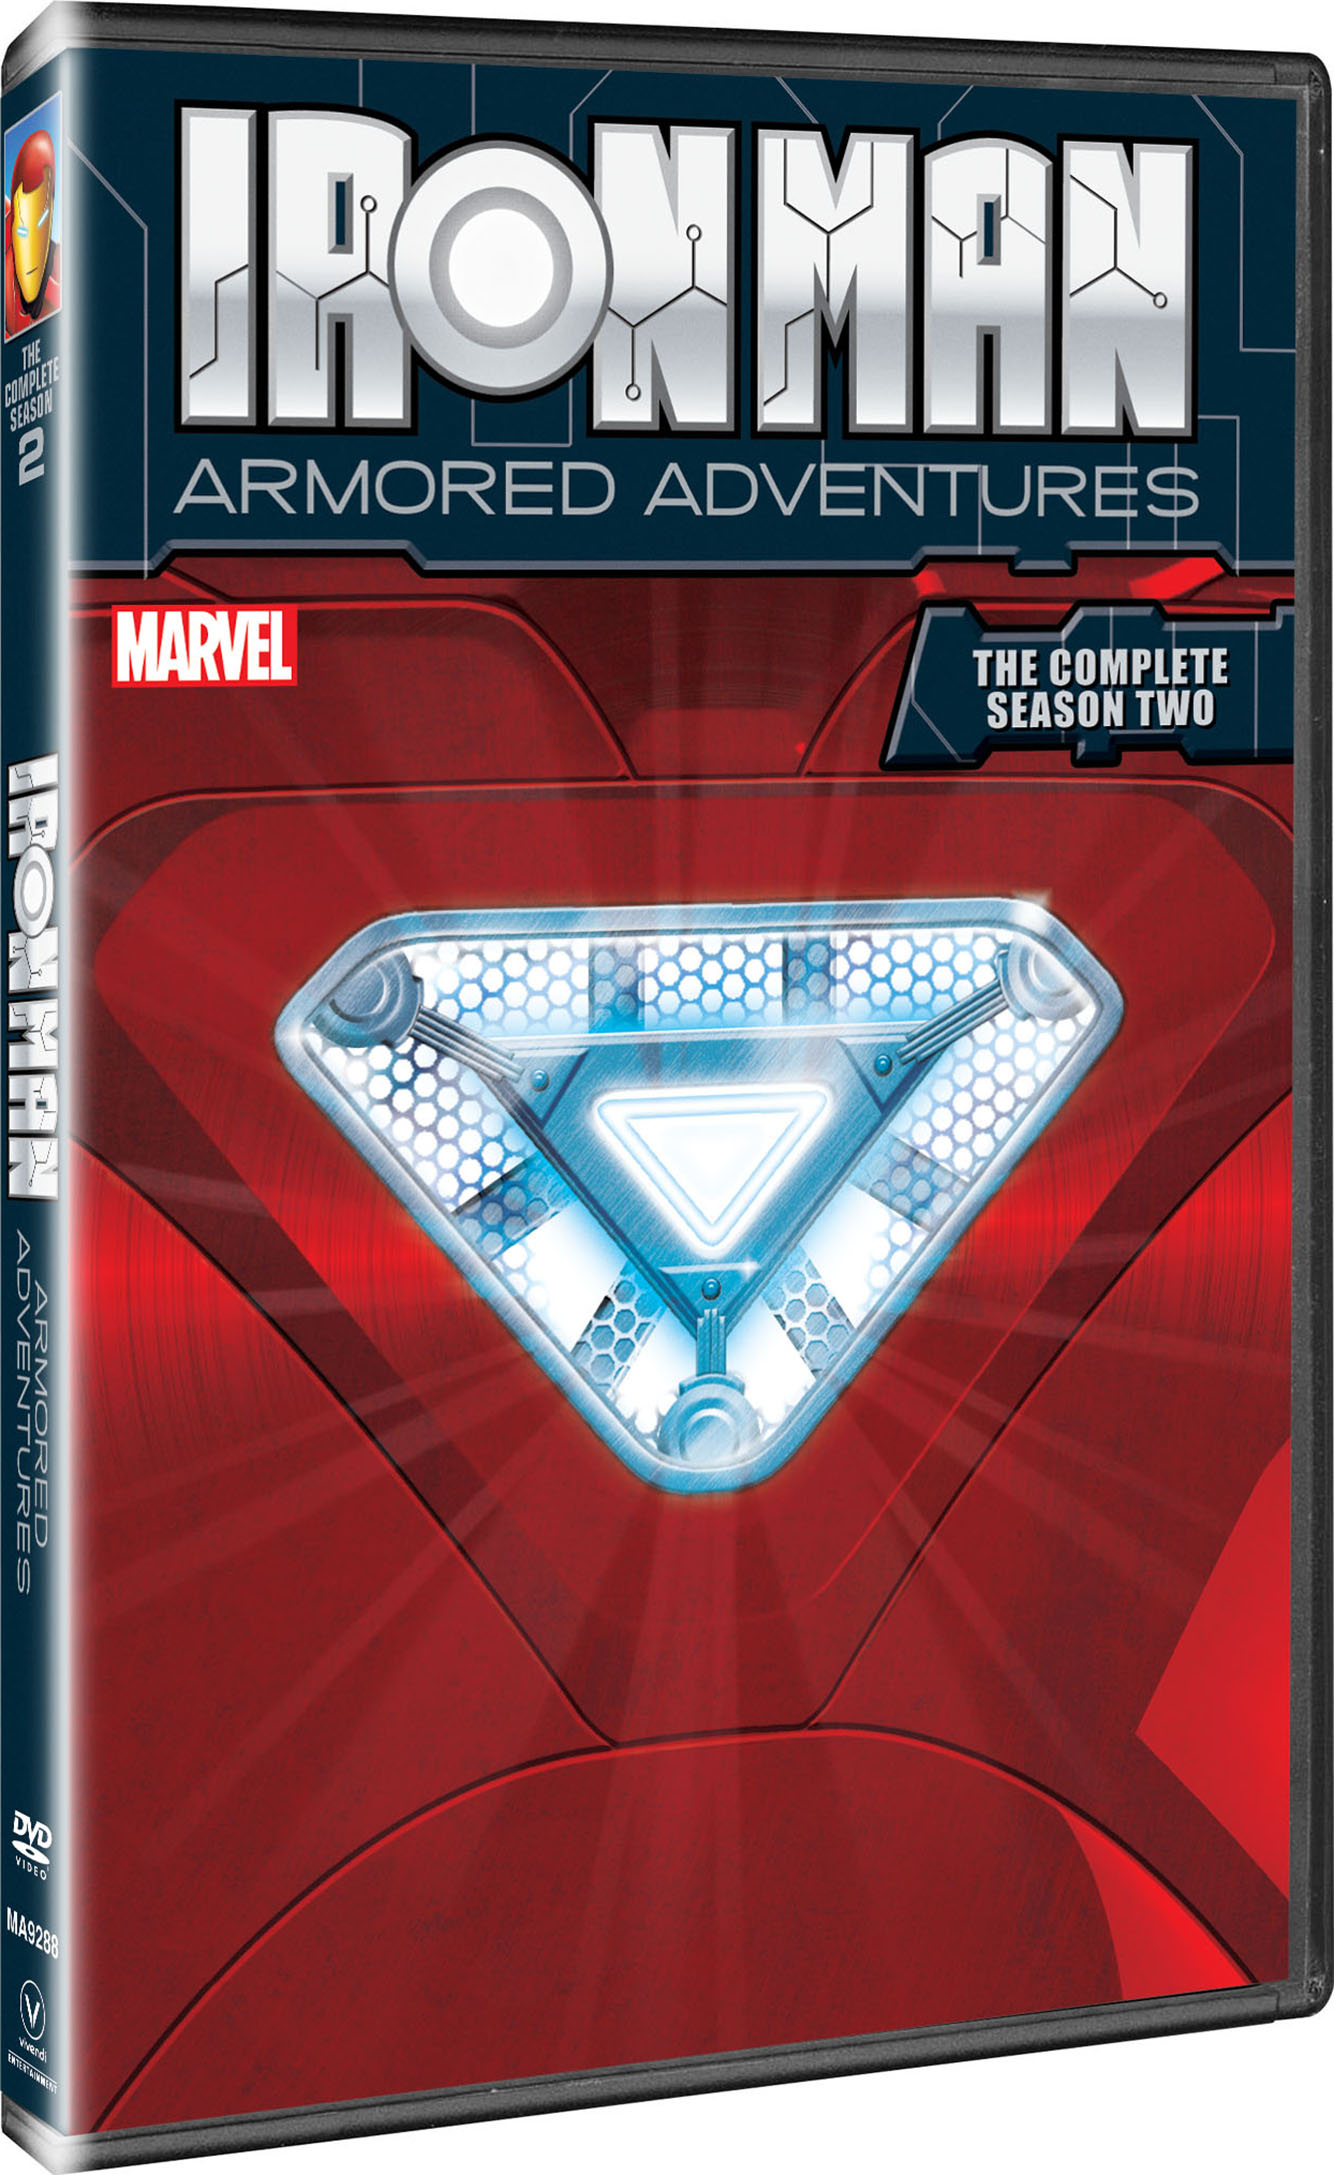 IRON MAN
ARMORED ADVENTURES
MARVEL
THE COMPLETE
SEASON TWO
THE
COMPLETE
SEASON
2
IRON MAN
ARMORED
ADVENTURES
DVD
VIDEO
MA9288
V
vivendi
ENTERTAINMENT